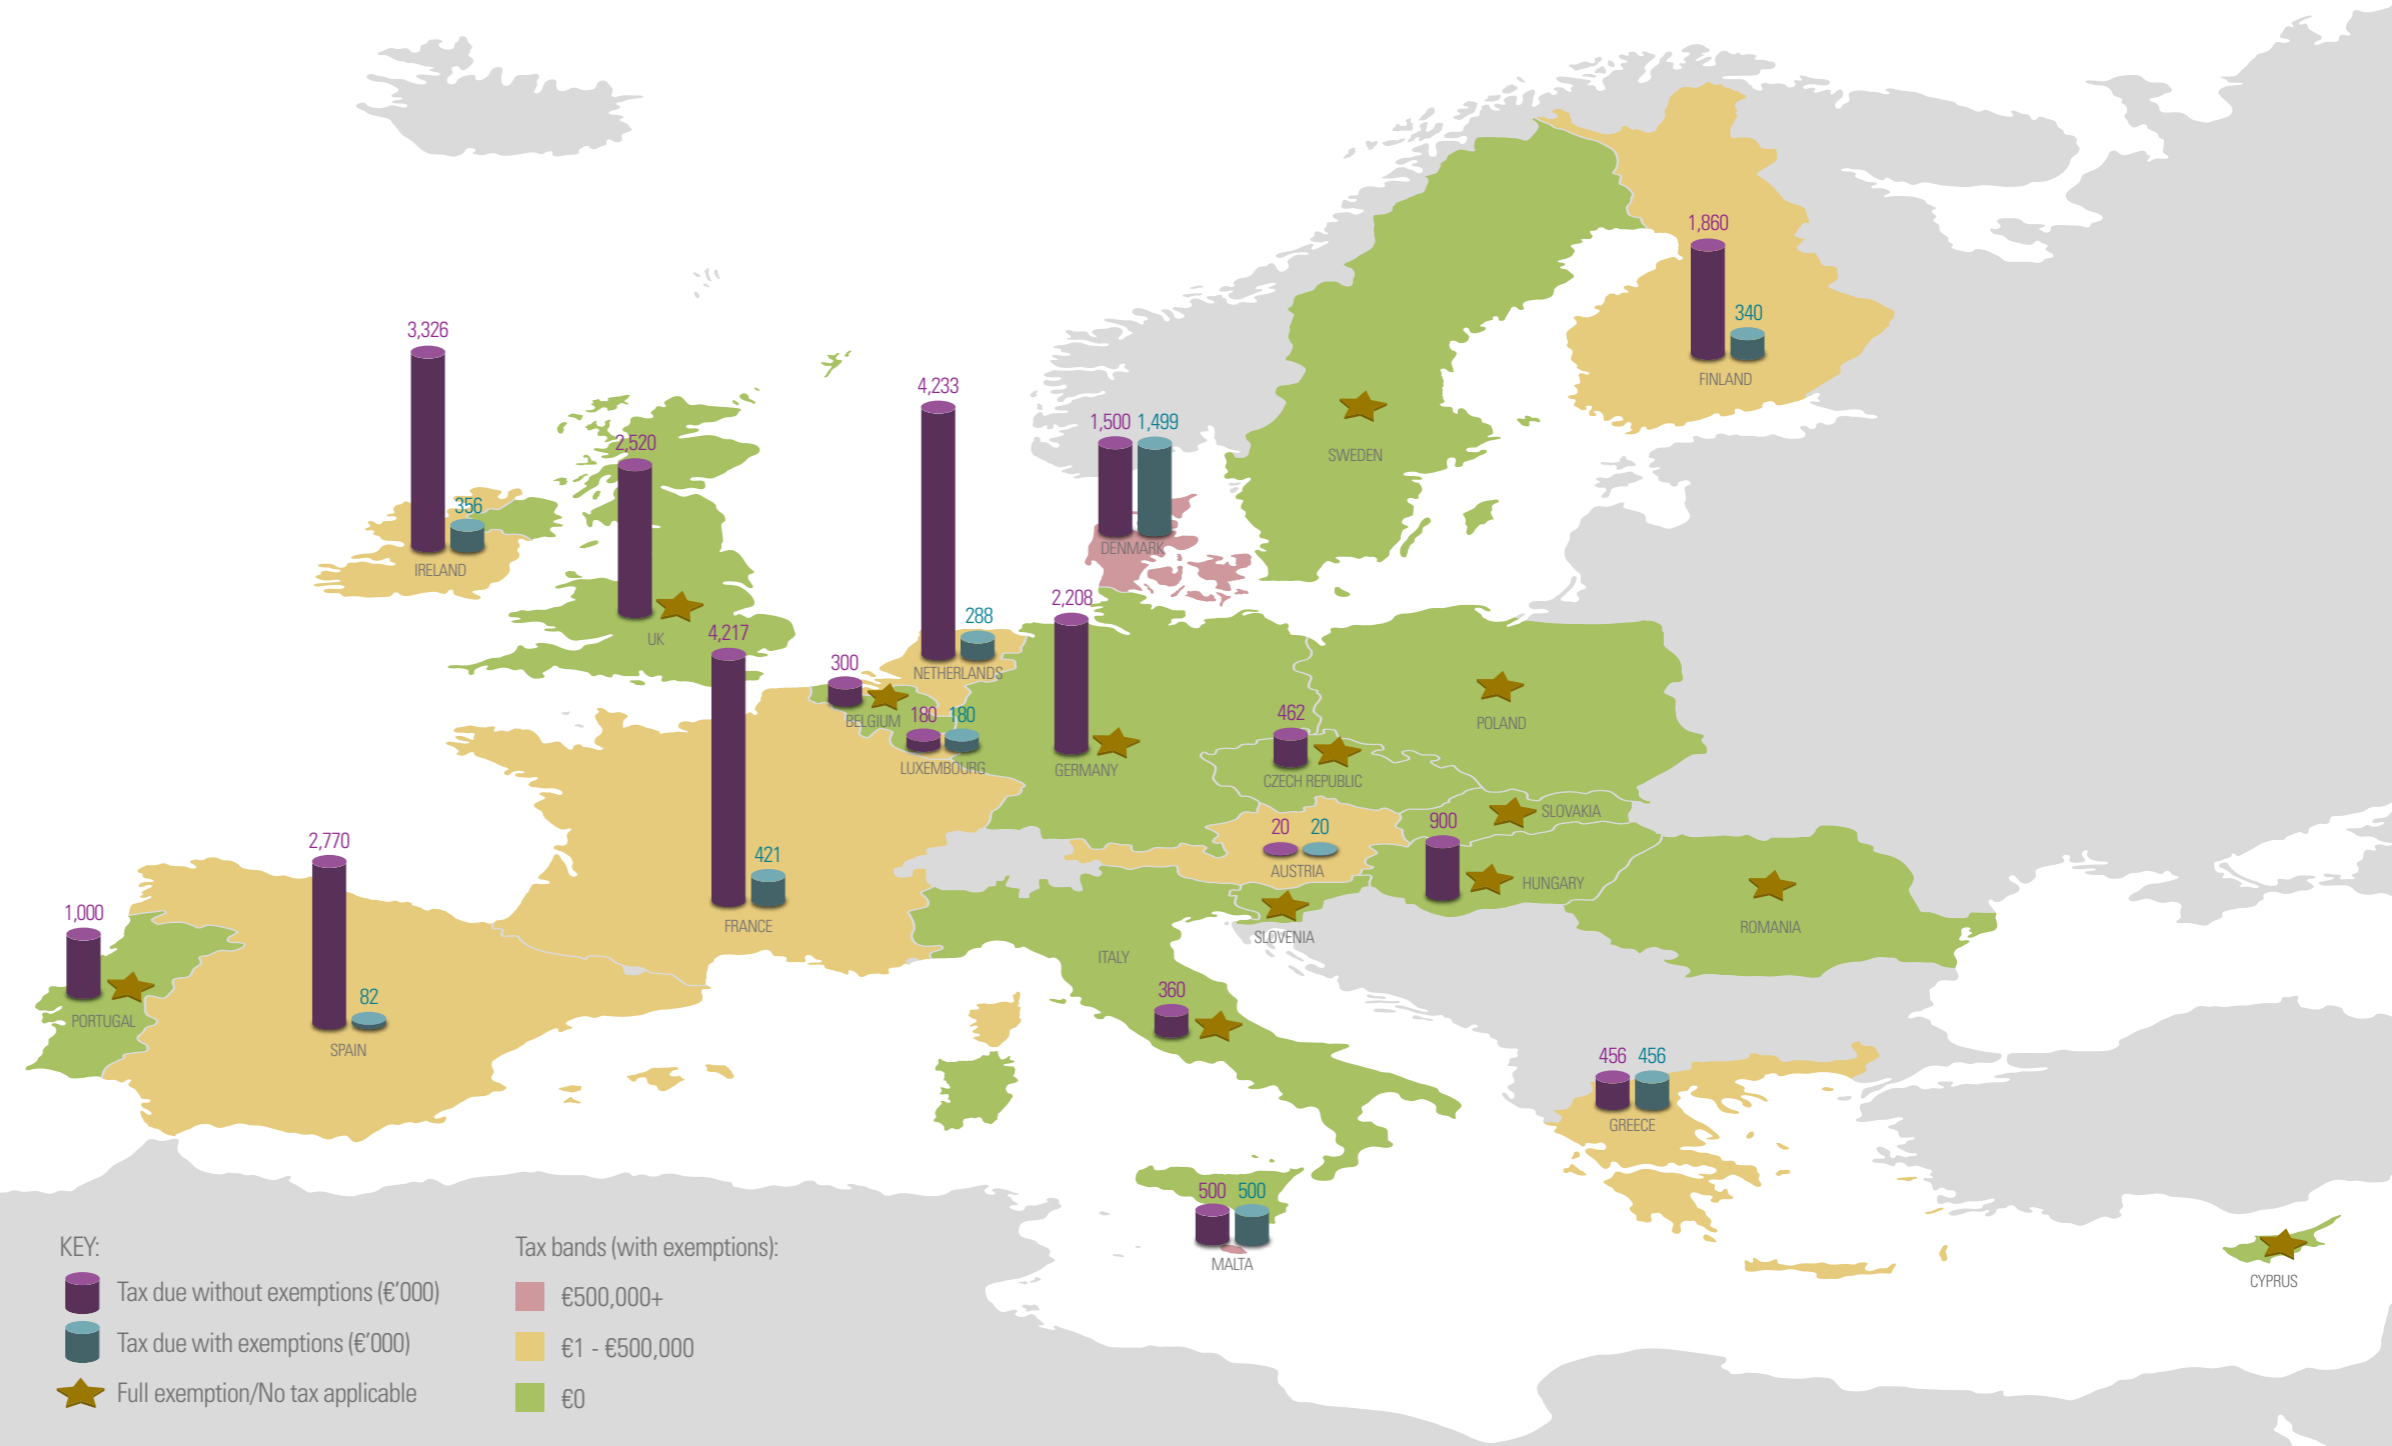 1,860
340
FINLAND
3,326
356
IRELAND
2,520
UK
4,233
288
NETHERLANDS
1,500 1,499
DENMARK
SWEDEN
4,217
421
FRANCE
300
BELGIUM
180 180
LUXEMBOURG
2,208
GERMANY
462
CZECH REPUBLIC
POLAND
SLOVAKIA
20 20
AUSTRIA
900
HUNGARY
SLOVENIA
ROMANIA
2,770
82
SPAIN
1,000
PORTUGAL
ITALY
360
456 456
GREECE
500 500
MALTA
CYPRUS
KEY:
Tax due without exemptions (€'000)
Tax due with exemptions (€'000)
Full exemption/No tax applicable
Tax bands (with exemptions):
€500,000+
€1 - €500,000
€0